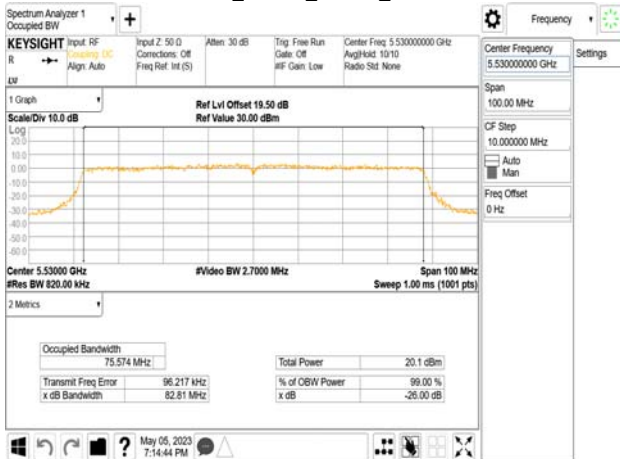 Spectrum Analyzer 1
Occupied BW
Frequency
KEYSIGHT
Input: RF
Coupling: DC
Align: Auto
Input Z: 50 Ω
Corrections: Off
Freq Ref: Int (S)
Atten: 30 dB
Trig: Free Run
Gate: Off
#IF Gain: Low
Center Freq: 5.530000000 GHz
Avg|Hold: 10/10
Radio Std: None
R
Center Frequency
5.530000000 GHz
Settings
Span
100.00 MHz
CF Step
10.000000 MHz
Auto
Man
Freq Offset
0 Hz
1 Graph
Scale/Div 10.0 dB
Ref Lvl Offset 19.50 dB
Ref Value 30.00 dBm
Log
20.0
10.0
0.00
-10.0
-20.0
-30.0
-40.0
-50.0
-60.0
Center 5.53000 GHz
#Video BW 2.7000 MHz
Span 100 MHz
#Res BW 820.00 kHz
Sweep 1.00 ms (1001 pts)
2 Metrics
Occupied Bandwidth
75.574 MHz
Total Power 20.1 dBm
Transmit Freq Error 96.217 kHz
% of OBW Power 99.00 %
x dB Bandwidth 82.81 MHz
x dB -26.00 dB
May 05, 2023
7:14:44 PM